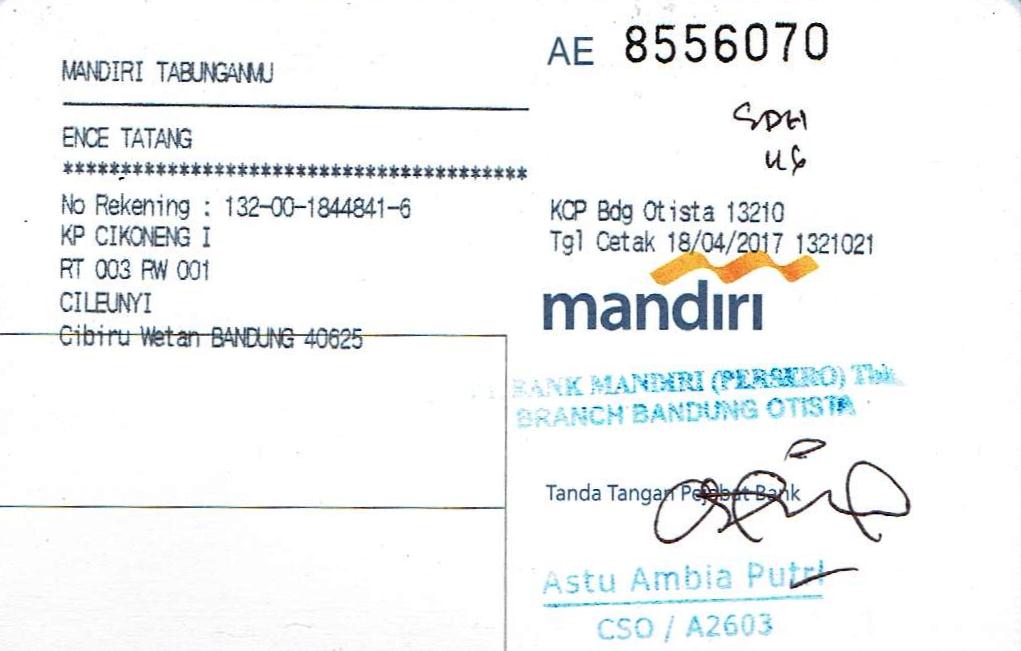 MANDIRI TABUNGANMU
ENCE TATANG
****************************************
No Rekening : 132-00-1844841-6
KP CIKONENG I
RT 003 RW 001
CILEUNYI
Cibiru Wetan BANDUNG 40625
AE 8556070
KCP Bdg Otista 13210
Tgl Cetak 18/04/2017 1321021
mandiri
BANK MANDIRI (PERSERO) Tbk
BRANCH BANDUNG OTISTA
Tanda Tangan Pejabat Bank
Astu Ambia Putri
CSO / A2603